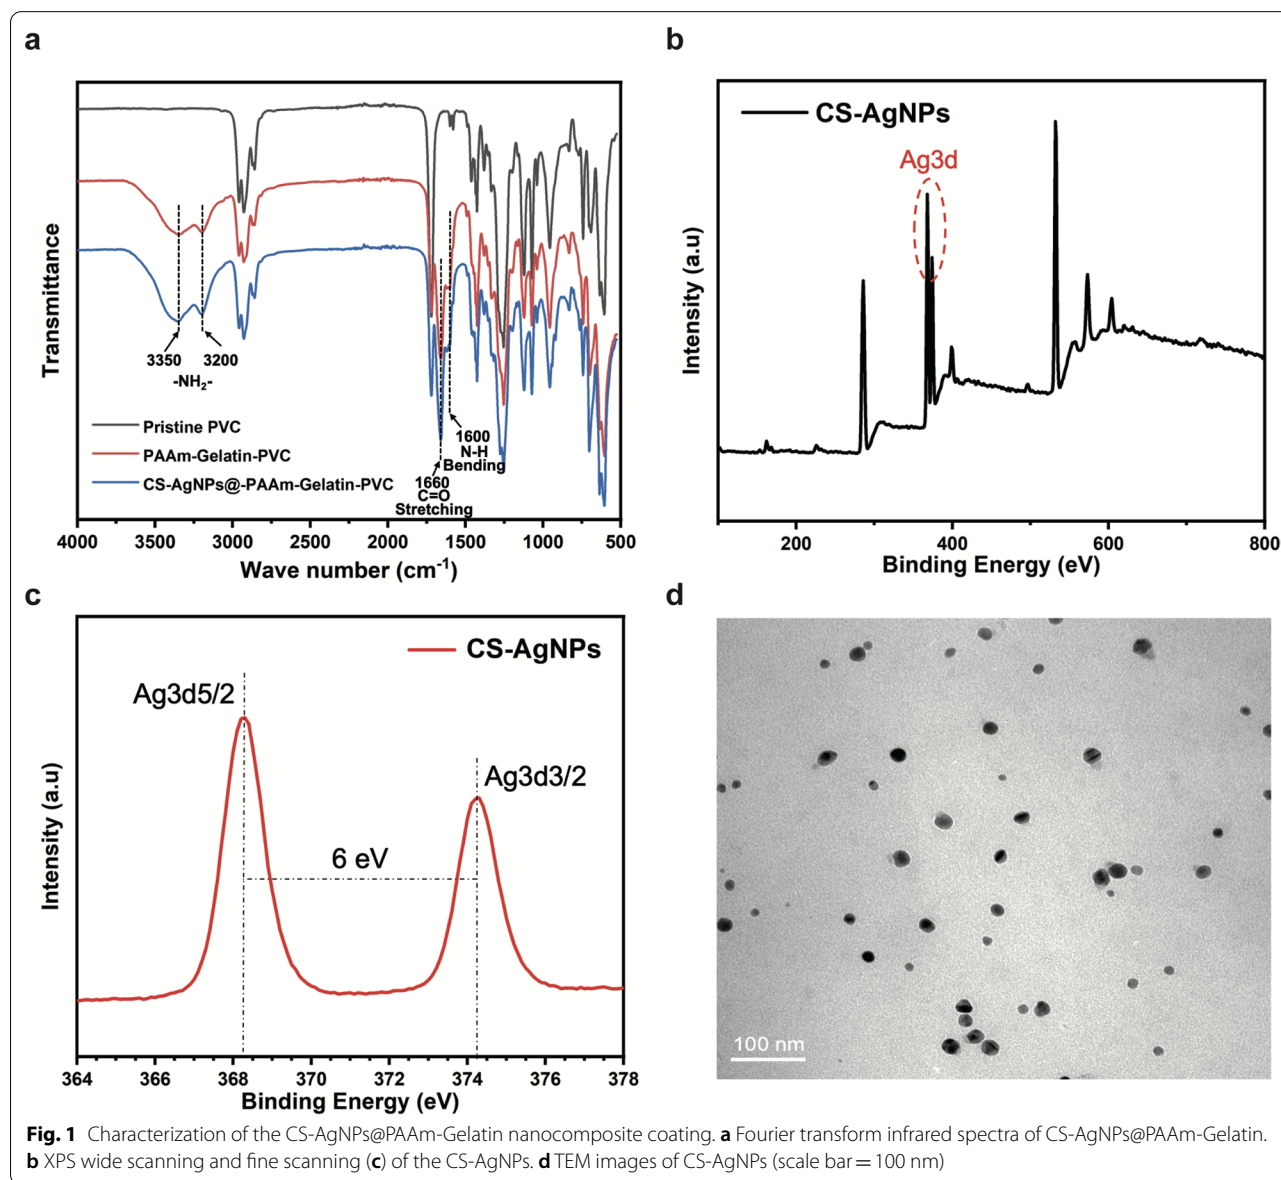 a
Transmittance
3350
3200
-NH2-
1600
N-H
Bending
1660
C=O
Stretching
Pristine PVC
PAAm-Gelatin-PVC
CS-AgNPs@-PAAm-Gelatin-PVC
4000 3500 3000 2500 2000 1500 1000 500
Wave number (cm-1)
b
CS-AgNPs
Ag3d
Intensity (a.u)
200 400 600 800
Binding Energy (eV)
c
CS-AgNPs
Ag3d5/2
Ag3d3/2
6 eV
Intensity (a.u)
364 366 368 370 372 374 376 378
Binding Energy (eV)
d
100 nm
Fig. 1 Characterization of the CS-AgNPs@PAAm-Gelatin nanocomposite coating. a Fourier transform infrared spectra of CS-AgNPs@PAAm-Gelatin.
b XPS wide scanning and fine scanning (c) of the CS-AgNPs. d TEM images of CS-AgNPs (scale bar = 100 nm)